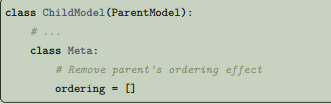 class ChildModel(ParentModel):
    # ...
    class Meta:
        # Remove parent's ordering effect
        ordering = []